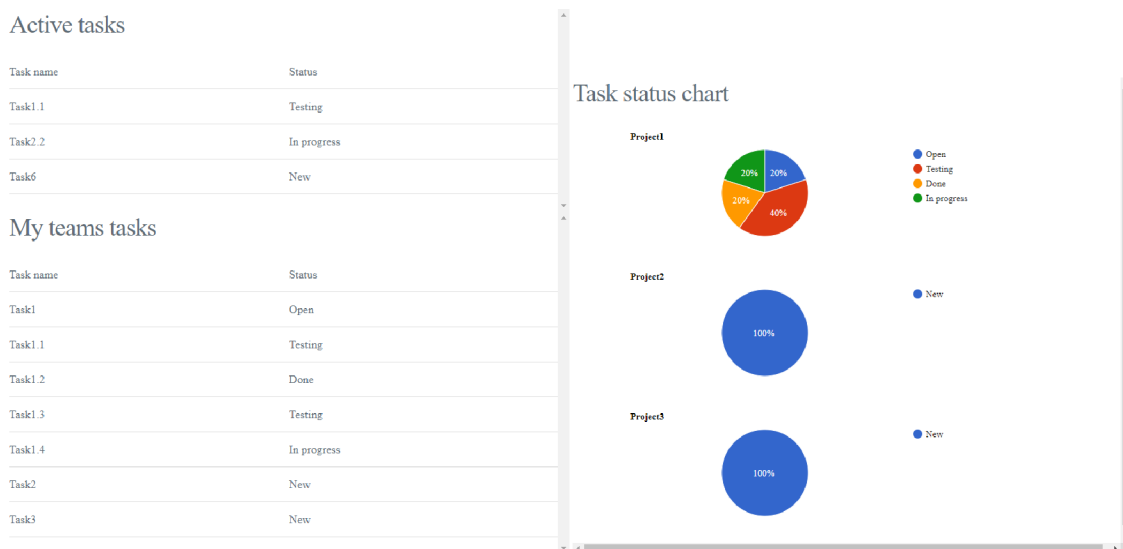 Active tasks
Task name Status
Task1.1 Testing
Task2.2 In progress
Task6 New
My teams tasks
Task name Status
Task1 Open
Task1.1 Testing
Task1.2 Done
Task1.3 Testing
Task1.4 In progress
Task2 New
Task3 New
Task status chart
Project1
20% 20%
20%
40%
Open
Testing
Done
In progress
Project2
100%
New
Project3
100%
New